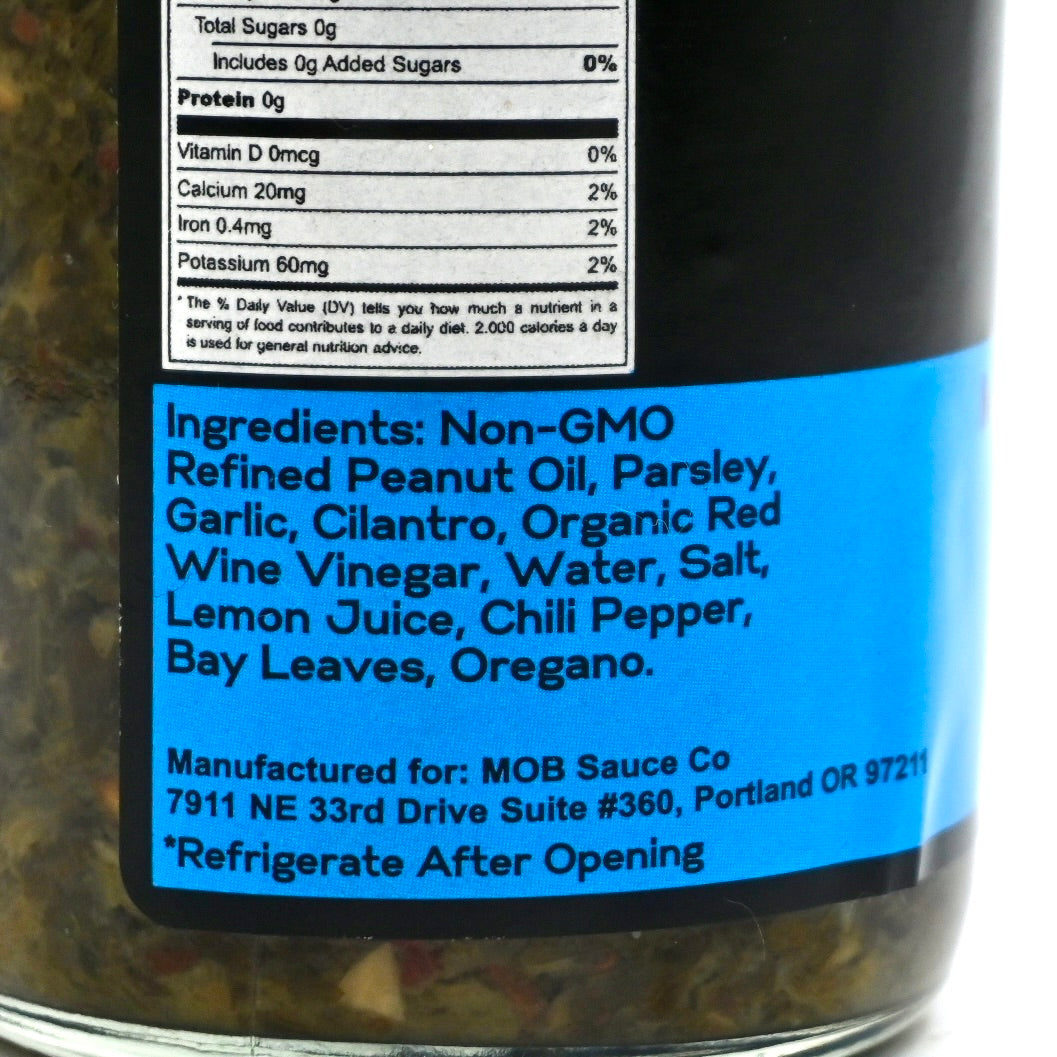 Total Sugars 0g
Includes 0g Added Sugars 0%
Protein 0g
Vitamin D 0mcg 0%
Calcium 20mg 2%
Iron 0.4mg 2%
Potassium 60mg 2%
* The % Daily Value (DV) tells you how much a nutrient in a
serving of food contributes to a daily diet. 2.000 calories a day
is used for general nutrition advice.
Ingredients: Non-GMO
Refined Peanut Oil, Parsley,
Garlic, Cilantro, Organic Red
Wine Vinegar, Water, Salt,
Lemon Juice, Chili Pepper,
Bay Leaves, Oregano.
Manufactured for: MOB Sauce Co
7911 NE 33rd Drive Suite #360, Portland OR 97211
*Refrigerate After Opening